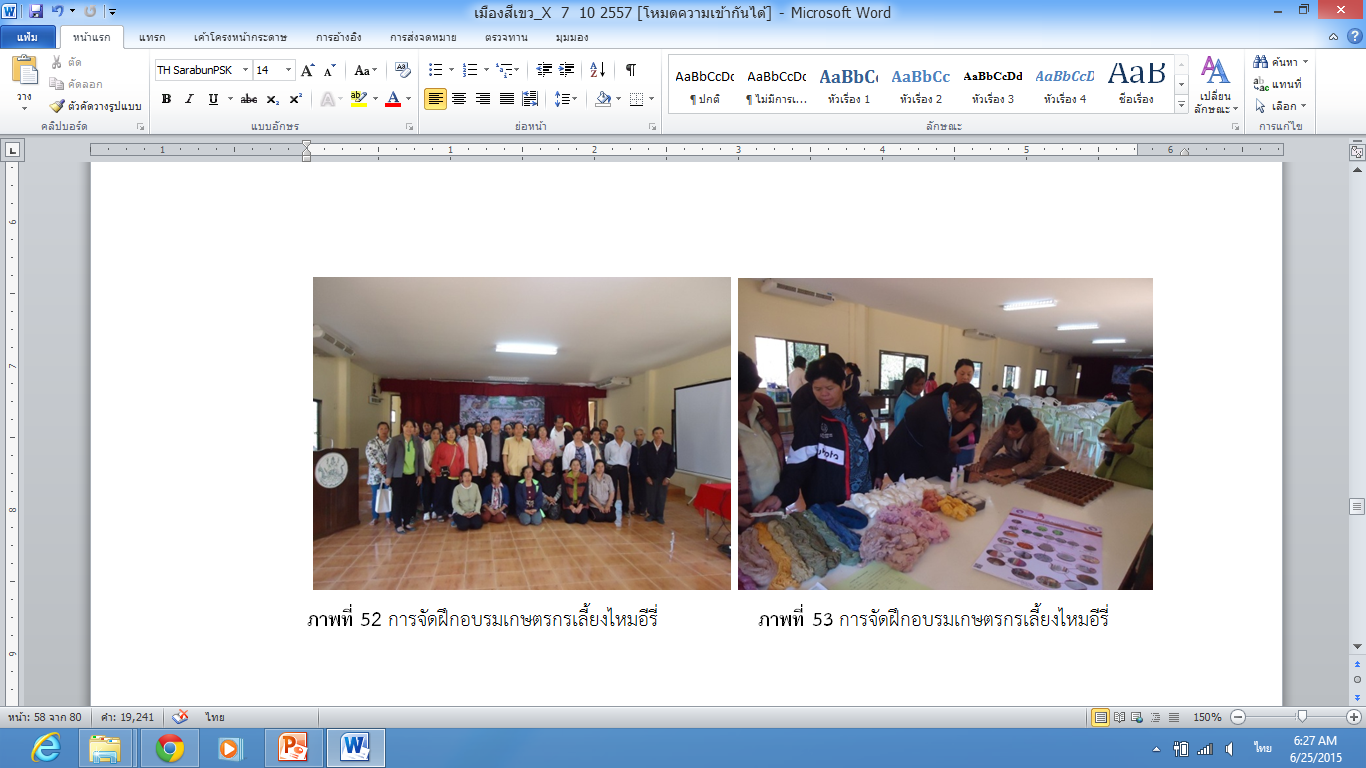 เมืองสีเขว_X 7 10 2557 [โหมดความเข้ากันได้] - Microsoft Word
แฟ้ม หน้าแรก แทรก เค้าโครงหน้ากระดาษ การอ้างอิง การส่งจดหมาย ตรวจทาน มุมมอง
วาง
ตัด
คัดลอก
ตัวคัดวางรูปแบบ
คลิปบอร์ด
TH SarabunPSK 14
แบบอักษร
ย่อหน้า
AaBbCcDc AaBbCcDc AaBbCc AaBbCc AaBbCcDd AaBbCcD AaB
¶ ปกติ ¶ ไม่มีการเ... หัวเรื่อง 1 หัวเรื่อง 2 หัวเรื่อง 3 หัวเรื่อง 4 ชื่อเรื่อง
เปลี่ยน
ลักษณะ
ลักษณะ
ค้นหา
แทนที่
เลือก
การแก้ไข
1 1 2 3 4 5 6
6
7
8
9
Kubota
ภาพที่ 52 การจัดฝึกอบรมเกษตรกรเลี้ยงไหมอีรี่
ภาพที่ 53 การจัดฝึกอบรมเกษตรกรเลี้ยงไหมอีรี่
หน้า: 58 จาก 80 คำ: 19,241 ไทย 150%
ไทย 6:27 AM
6/25/2015